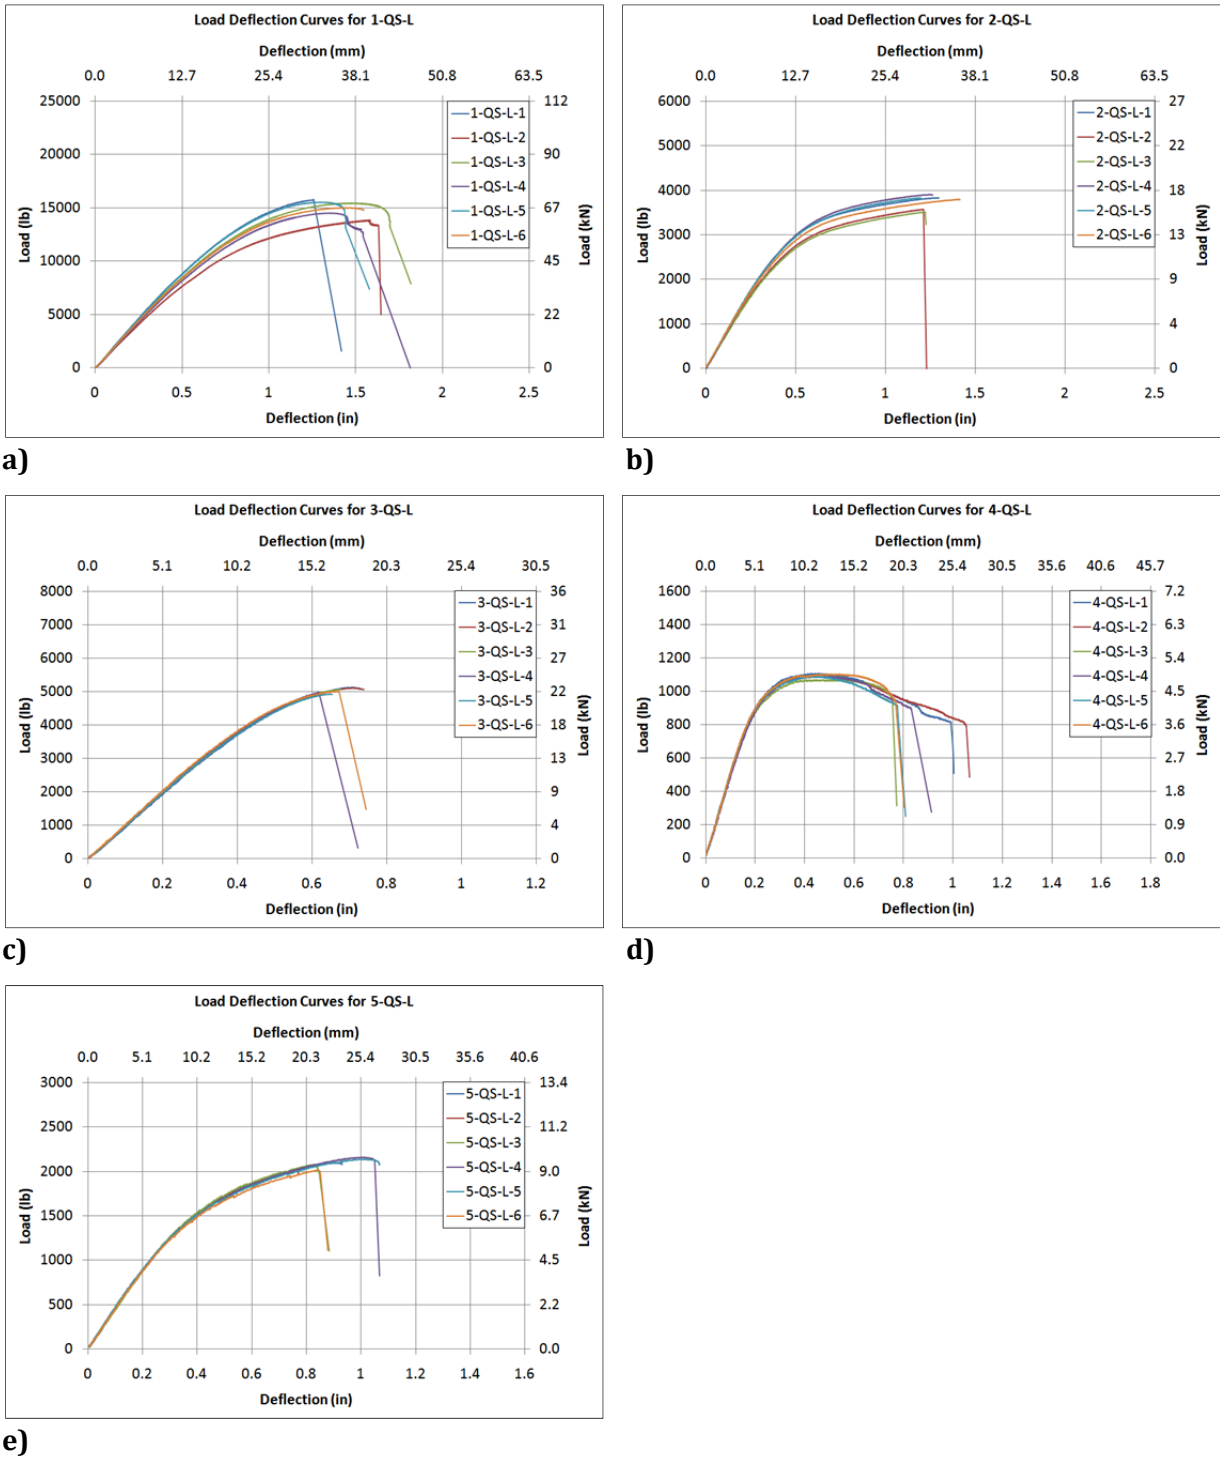 Load Deflection Curves for 1-QS-L
Deflection (mm)
0.0 12.7 25.4 38.1 50.8 63.5
25000 112
20000 90
15000 67
10000 45
5000 22
0 0
Load (lb)
Load (kN)
1-QS-L-1
1-QS-L-2
1-QS-L-3
1-QS-L-4
1-QS-L-5
1-QS-L-6
0 0.5 1 1.5 2 2.5
Deflection (in)
a)
Load Deflection Curves for 2-QS-L
Deflection (mm)
0.0 12.7 25.4 38.1 50.8 63.5
6000 27
5000 22
4000 18
3000 13
2000 9
1000 4
0 0
Load (lb)
Load (kN)
2-QS-L-1
2-QS-L-2
2-QS-L-3
2-QS-L-4
2-QS-L-5
2-QS-L-6
0 0.5 1 1.5 2 2.5
Deflection (in)
b)
Load Deflection Curves for 3-QS-L
Deflection (mm)
0.0 5.1 10.2 15.2 20.3 25.4 30.5
8000 36
7000 31
6000 27
5000 22
4000 18
3000 13
2000 9
1000 4
0 0
Load (lb)
Load (kN)
3-QS-L-1
3-QS-L-2
3-QS-L-3
3-QS-L-4
3-QS-L-5
3-QS-L-6
0 0.2 0.4 0.6 0.8 1 1.2
Deflection (in)
c)
Load Deflection Curves for 4-QS-L
Deflection (mm)
0.0 5.1 10.2 15.2 20.3 25.4 30.5 35.6 40.6 45.7
1600 7.2
1400 6.3
1200 5.4
1000 4.5
800 3.6
600 2.7
400 1.8
200 0.9
0 0.0
Load (lb)
Load (kN)
4-QS-L-1
4-QS-L-2
4-QS-L-3
4-QS-L-4
4-QS-L-5
4-QS-L-6
0 0.2 0.4 0.6 0.8 1 1.2 1.4 1.6 1.8
Deflection (in)
d)
Load Deflection Curves for 5-QS-L
Deflection (mm)
0.0 5.1 10.2 15.2 20.3 25.4 30.5 35.6 40.6
3000 13.4
2500 11.2
2000 9.0
1500 6.7
1000 4.5
500 2.2
0 0.0
Load (lb)
Load (kN)
5-QS-L-1
5-QS-L-2
5-QS-L-3
5-QS-L-4
5-QS-L-5
5-QS-L-6
0 0.2 0.4 0.6 0.8 1 1.2 1.4 1.6
Deflection (in)
e)